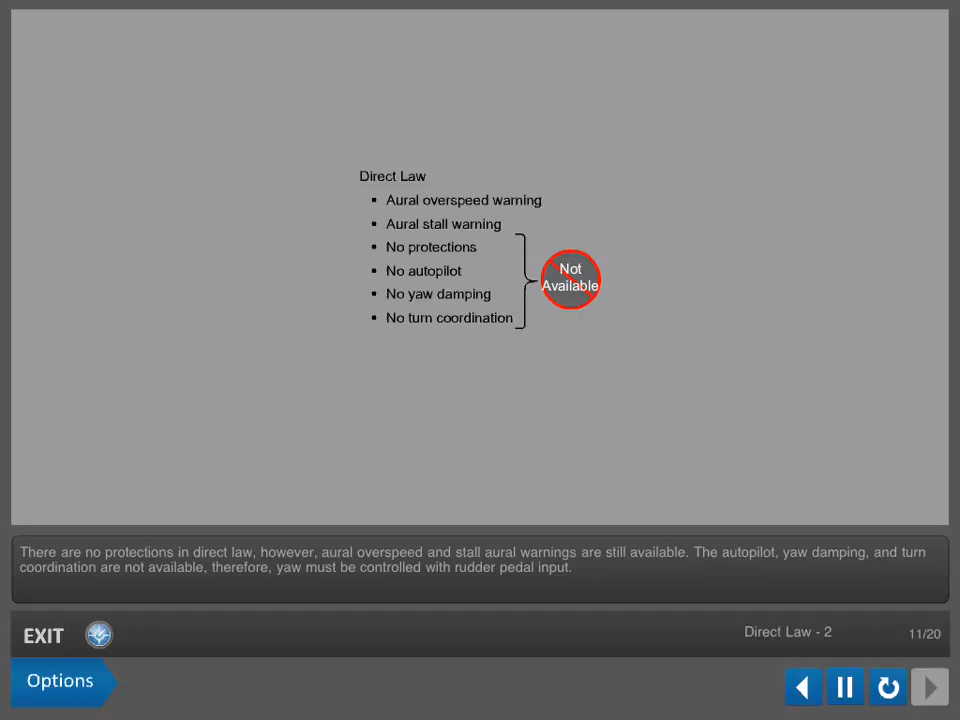 Direct Law
▪ Aural overspeed warning
▪ Aural stall warning
▪ No protections
▪ No autopilot
▪ No yaw damping
▪ No turn coordination
Not
Available
There are no protections in direct law, however, aural overspeed and stall aural warnings are still available. The autopilot, yaw damping, and turn
coordination are not available, therefore, yaw must be controlled with rudder pedal input.
EXIT
Direct Law - 2
11/20
Options